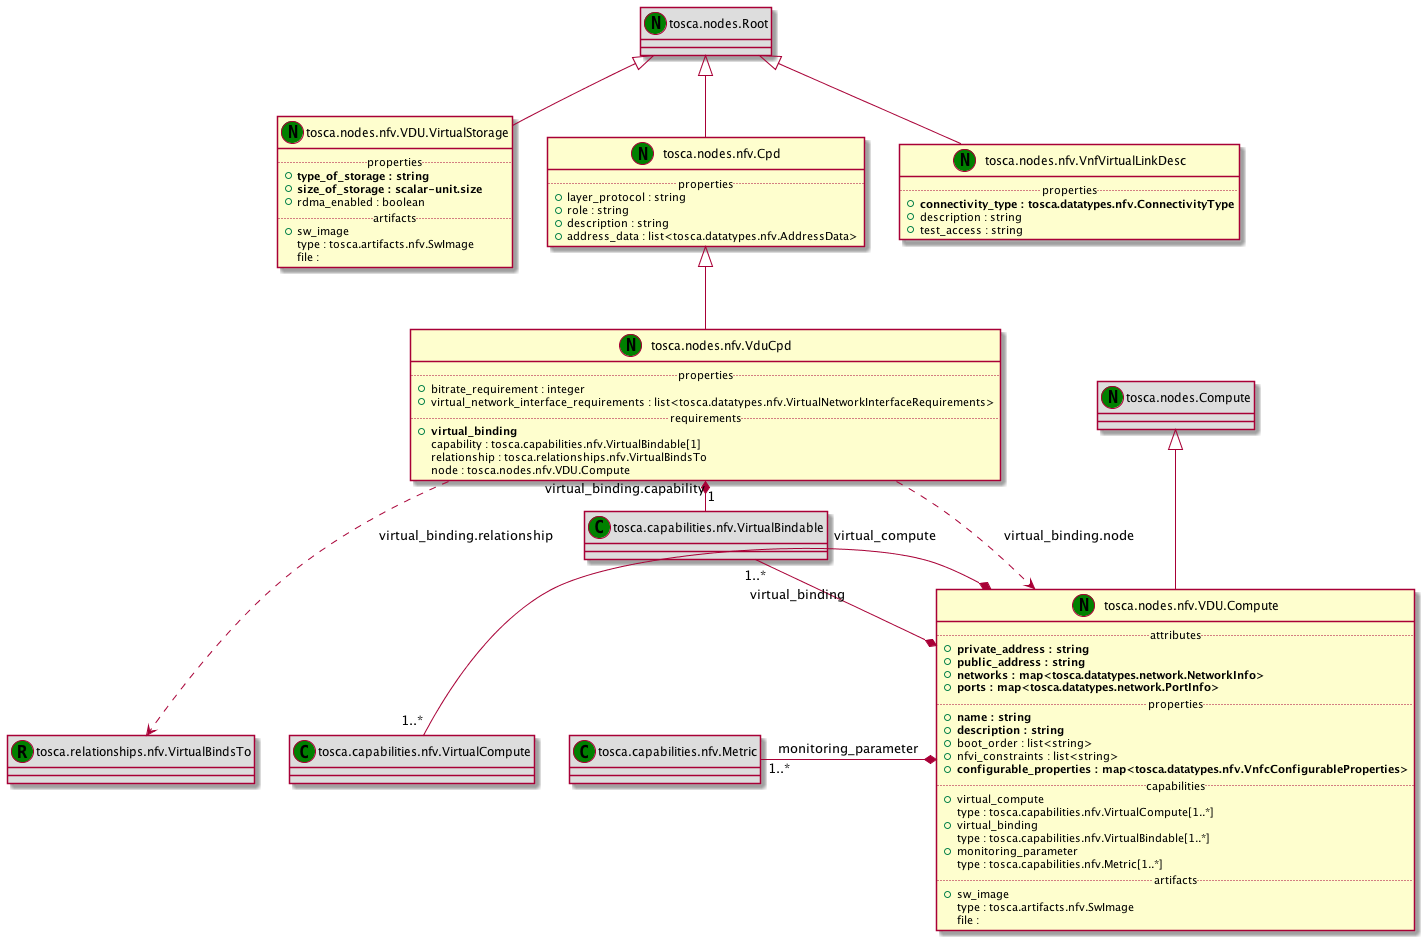 N tosca.nodes.Root
N tosca.nodes.nfv.VDU.VirtualStorage
properties
type_of_storage : string
size_of_storage : scalar-unit.size
rdma_enabled : boolean
artifacts
sw_image
type : tosca.artifacts.nfv.SwImage
file :
N tosca.nodes.nfv.Cpd
properties
layer_protocol : string
role : string
description : string
address_data : list<tosca.datatypes.nfv.AddressData>
N tosca.nodes.nfv.VnfVirtualLinkDesc
properties
connectivity_type : tosca.datatypes.nfv.ConnectivityType
description : string
test_access : string
N tosca.nodes.nfv.VduCpd
properties
bitrate_requirement : integer
virtual_network_interface_requirements : list<tosca.datatypes.nfv.VirtualNetworkInterfaceRequirements>
requirements
virtual_binding
capability : tosca.capabilities.nfv.VirtualBindable[1]
relationship : tosca.relationships.nfv.VirtualBindsTo
node : tosca.nodes.nfv.VDU.Compute
N tosca.nodes.Compute
virtual_binding.capability
1
virtual_binding.relationship
C tosca.capabilities.nfv.VirtualBindable
virtual_compute
virtual_binding.node
1..*
virtual_binding
N tosca.nodes.nfv.VDU.Compute
attributes
private_address : string
public_address : string
networks : map<tosca.datatypes.network.NetworkInfo>
ports : map<tosca.datatypes.network.PortInfo>
properties
name : string
description : string
boot_order : list<string>
nfvi_constraints : list<string>
configurable_properties : map<tosca.datatypes.nfv.VnfcConfigurableProperties>
capabilities
virtual_compute
type : tosca.capabilities.nfv.VirtualCompute[1..*]
virtual_binding
type : tosca.capabilities.nfv.VirtualBindable[1..*]
monitoring_parameter
type : tosca.capabilities.nfv.Metric[1..*]
artifacts
sw_image
type : tosca.artifacts.nfv.SwImage
file :
R tosca.relationships.nfv.VirtualBindsTo
1..*
C tosca.capabilities.nfv.VirtualCompute
C tosca.capabilities.nfv.Metric
monitoring_parameter
1..*